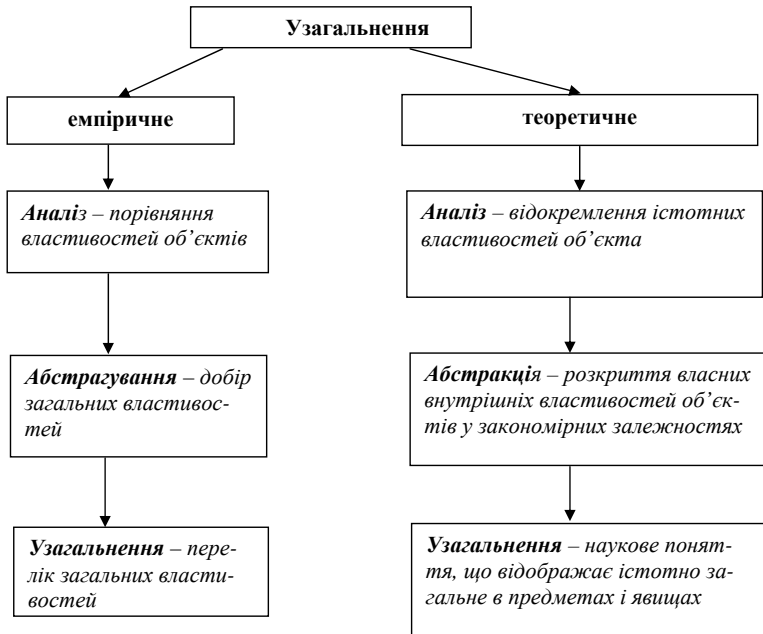 Узагальнення
емпіричне
теоретичне
Аналіз – порівняння
властивостей об’єктів
Аналіз – відокремлення істотних
властивостей об’єкта
Абстрагування – добір
загальних властивос-
тей
Абстракція – розкриття власних
внутрішніх властивостей об’єк-
тів у закономірних залежностях
Узагальнення – пере-
лік загальних власти-
востей
Узагальнення – наукове понят-
тя, що відображає істотно за-
гальне в предметах і явищах